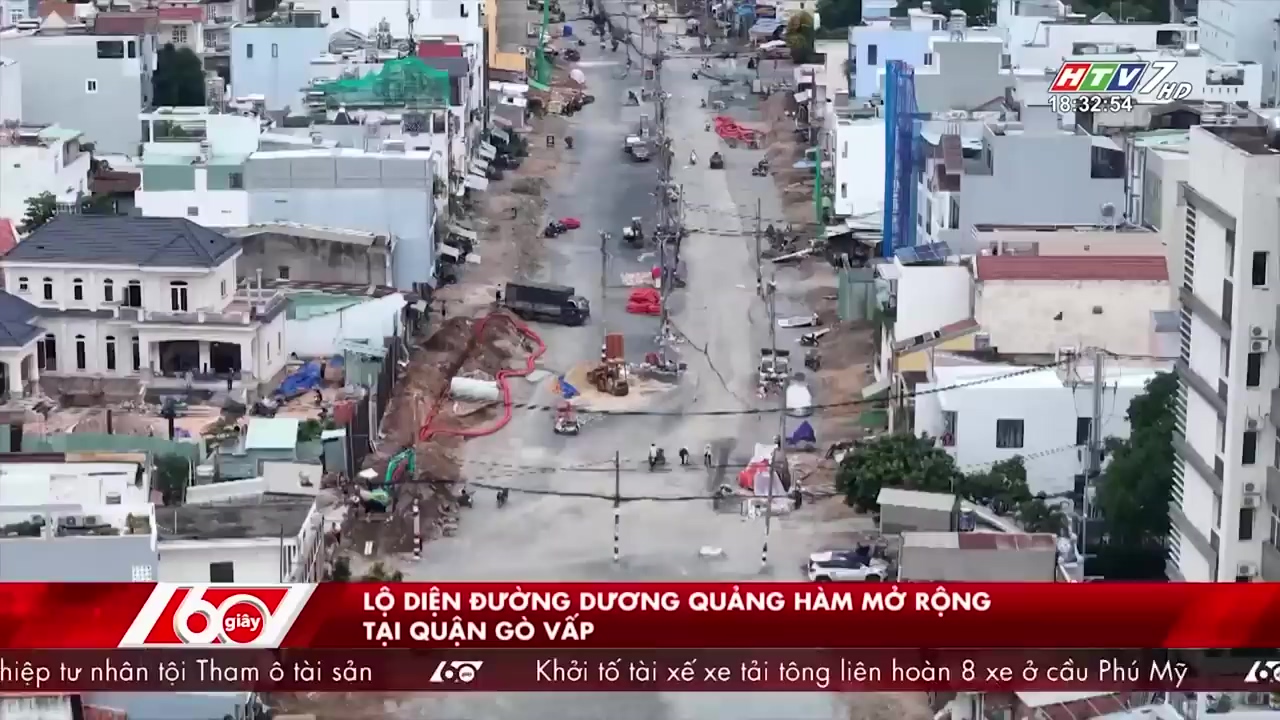 HTV7 HD
18:32:54
60 giây
LỘ DIỆN ĐƯỜNG DƯƠNG QUẢNG HÀM MỞ RỘNG
TẠI QUẬN GÒ VẤP
hiệp tư nhân tội Tham ô tài sản 60 Khởi tố tài xế xe tải tông liên hoàn 8 xe ở cầu Phú Mỹ 60